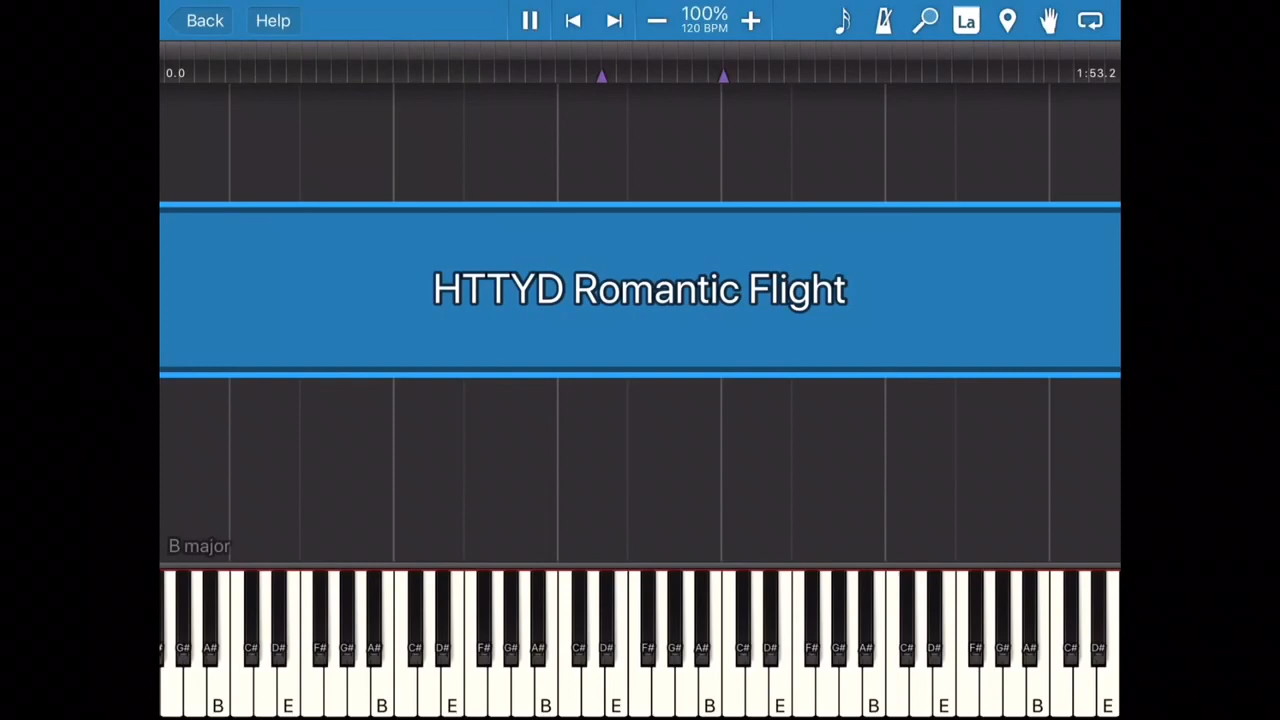 Back Help 100% La
120 BPM
0.0 1:53.2
HTTYD Romantic Flight
B major
G# A# C# D# F# G# A# C# D# F# G# A# C# D# F# G# A# C# D# F# G# A# C# D# F# G# A# C# D#
B E B E B E B E B E B E